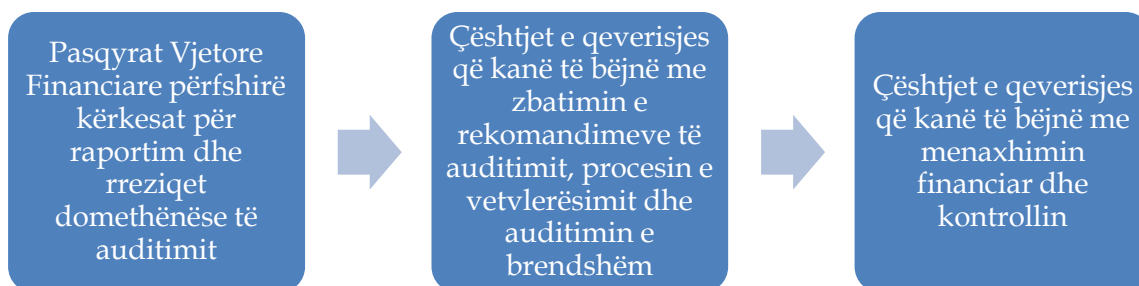 Pasqyrat Vjetore
Financiare përfshirë
kërkesat për
raportim dhe
rreziqet
domethënëse të
auditimit
Çështjet e qeverisjes
që kanë të bëjnë me
zbatimin e
rekomandimeve të
auditimit, procesin e
vetvlerësimit dhe
auditimin e
brendshëm
Çështjet e qeverisjes
që kanë të bëjnë me
menaxhimin
financiar dhe
kontrollin